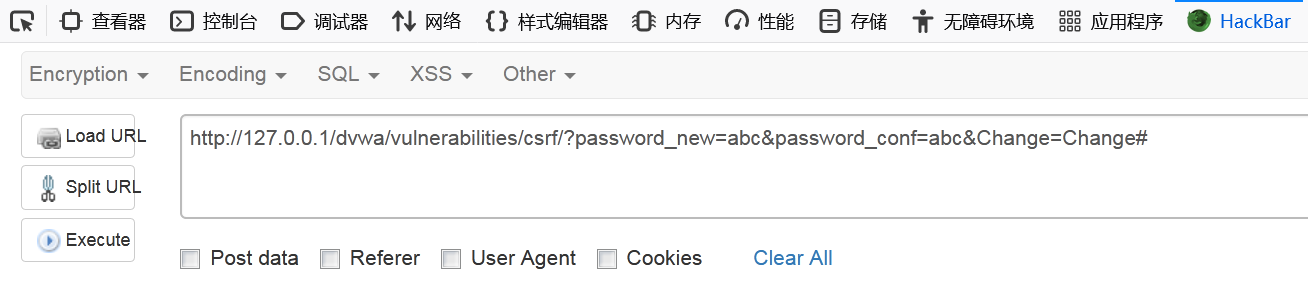 查看器 控制台 调试器 网络 样式编辑器 内存 性能 存储 无障碍环境 应用程序 HackBar
Encryption Encoding SQL XSS Other
Load URL http://127.0.0.1/dvwa/vulnerabilities/csrf/?password_new=abc&password_conf=abc&Change=Change#
Split URL
Execute
Post data Referer User Agent Cookies Clear All